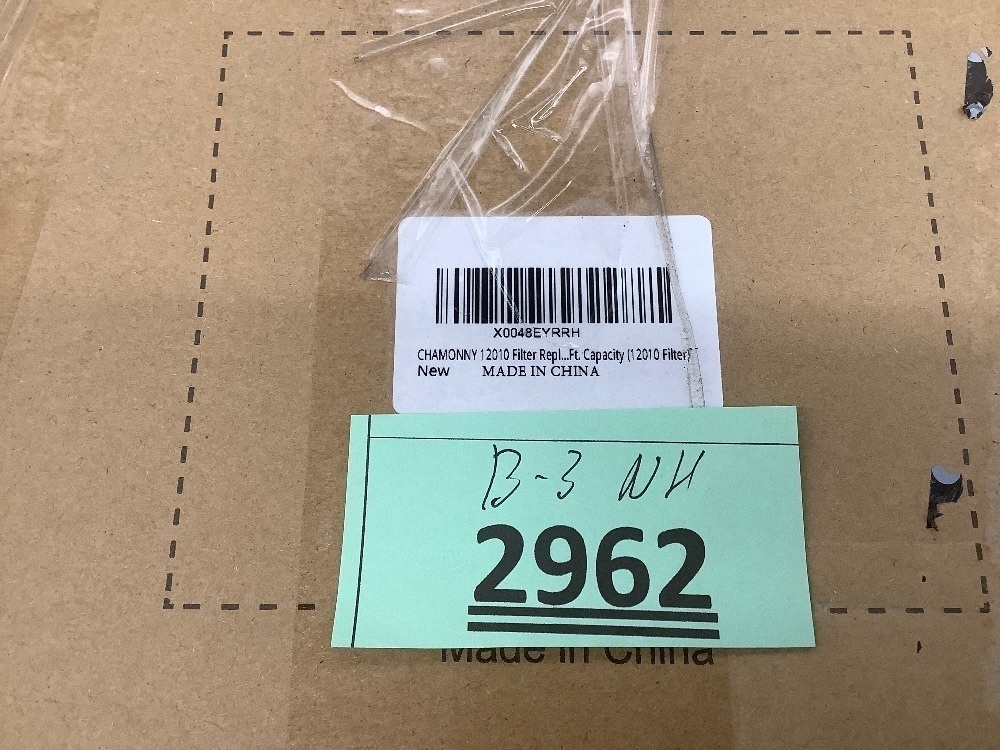 X0048EYRRH
CHAMONNY 12010 Filter Repl...Ft. Capacity (12010 Filter)
New MADE IN CHINA
B-3 NH
2962
Made In China